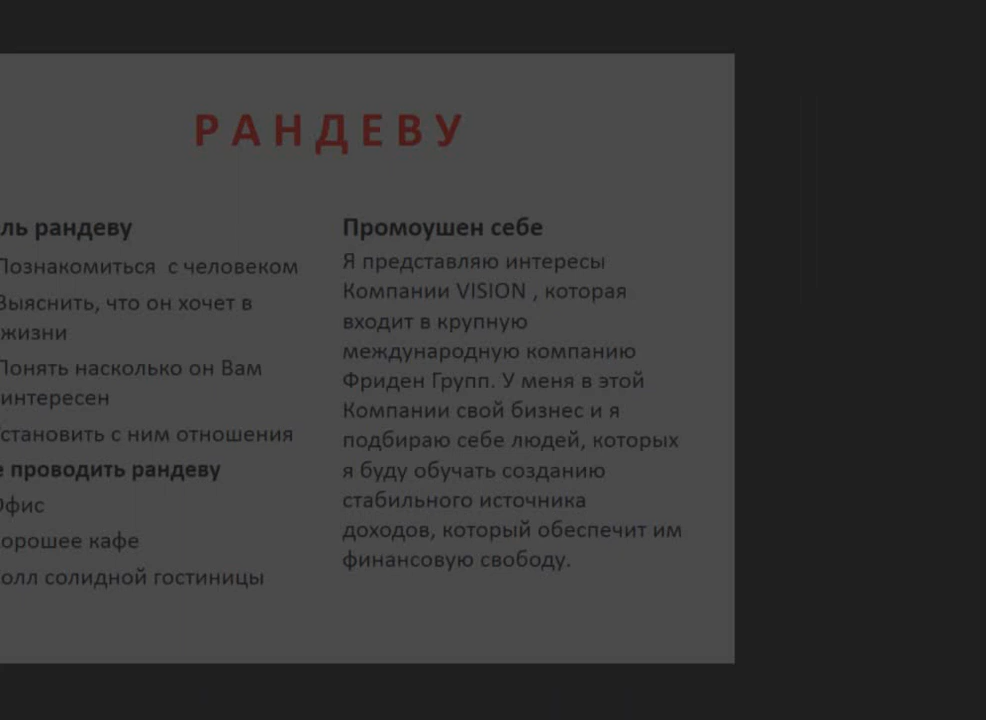 РАНДЕВУ
ль рандеву
Познакомиться с человеком
Выяснить, что он хочет в
жизни
Понять насколько он Вам
интересен
становить с ним отношения
е проводить рандеву
Офис
орошее кафе
олл солидной гостиницы
Промоушен себе
Я представляю интересы
Компании VISION , которая
входит в крупную
международную компанию
Фриден Групп. У меня в этой
Компании свой бизнес и я
подбираю себе людей, которых
я буду обучать созданию
стабильного источника
доходов, который обеспечит им
финансовую свободу.